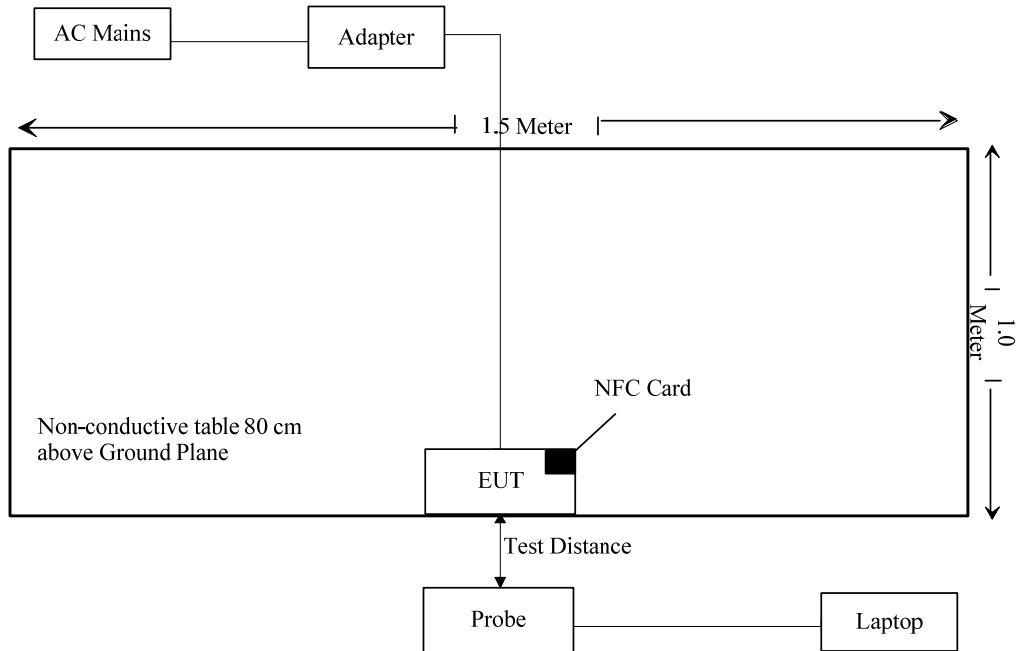 AC Mains
Adapter
1.5 Meter
1.0
Meter
NFC Card
Non-conductive table 80 cm
above Ground Plane
EUT
Test Distance
Probe
Laptop